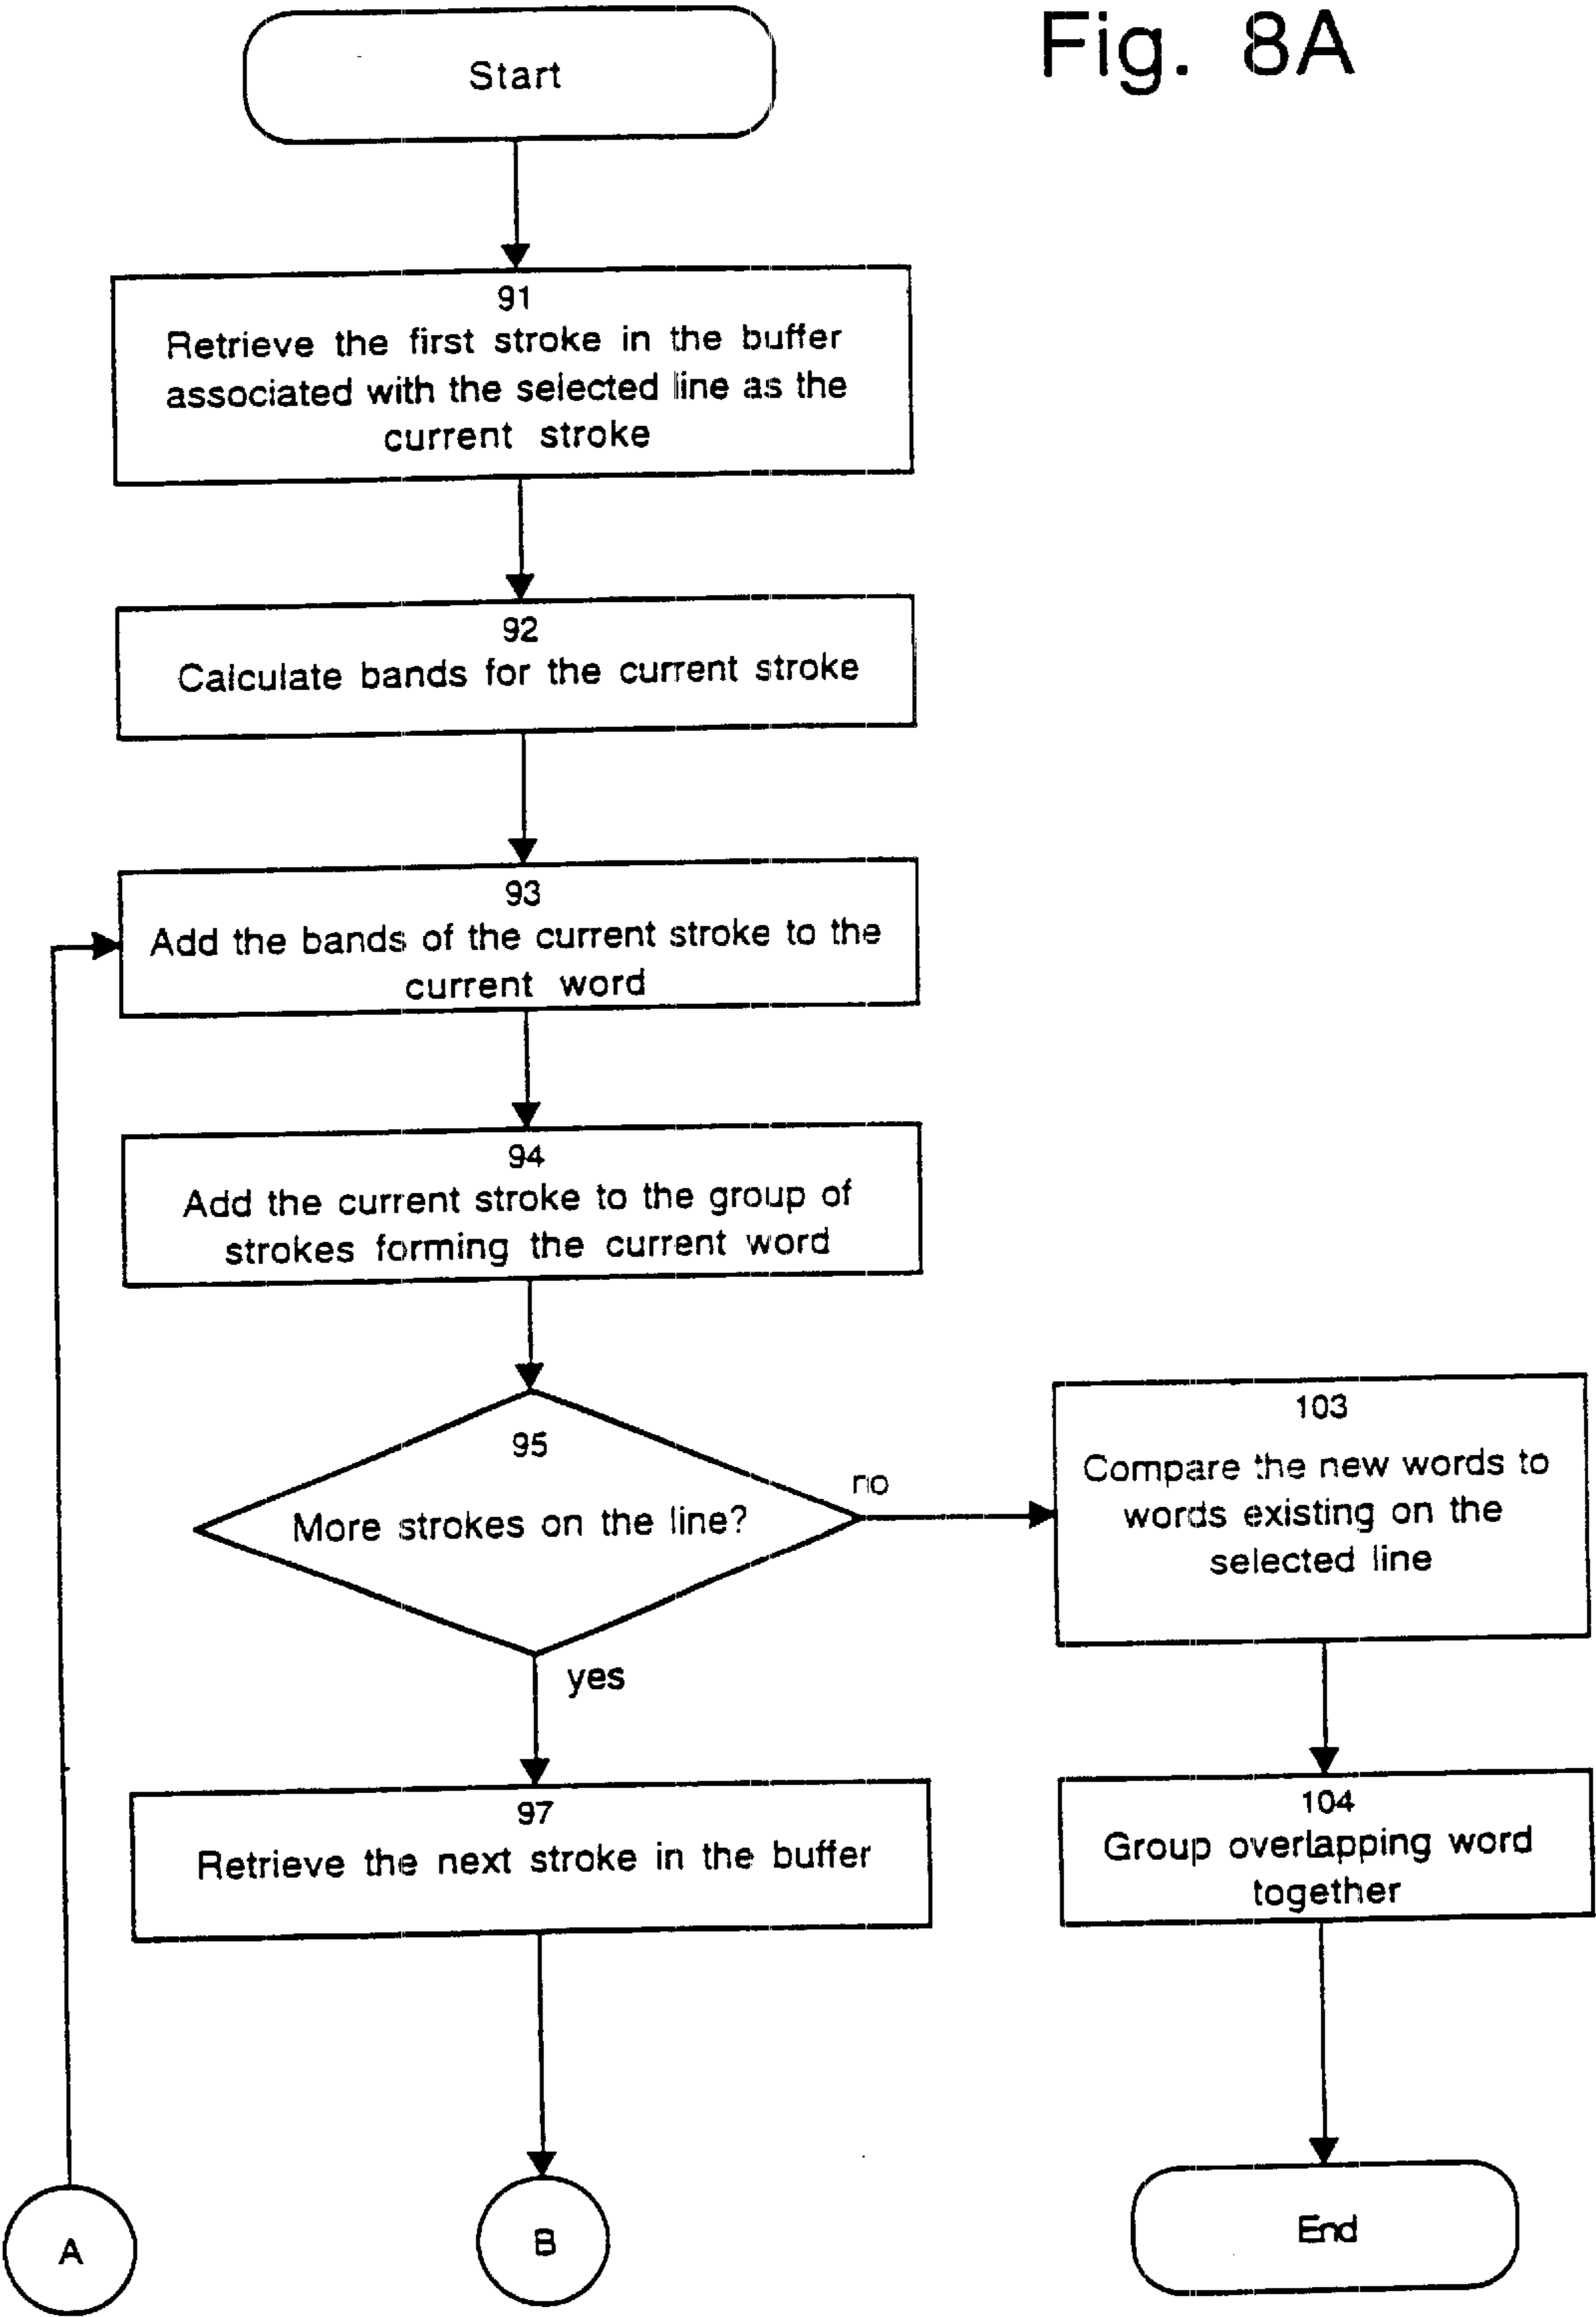 Fig. 8A
Start
91
Retrieve the first stroke in the buffer
associated with the selected line as the
current stroke
92
Calculate bands for the current stroke
93
Add the bands of the current stroke to the
current word
94
Add the current stroke to the group of
strokes forming the current word
95
More strokes on the line?
no
yes
103
Compare the new words to
words existing on the
selected line
97
Retrieve the next stroke in the buffer
104
Group overlapping word
together
A
B
End